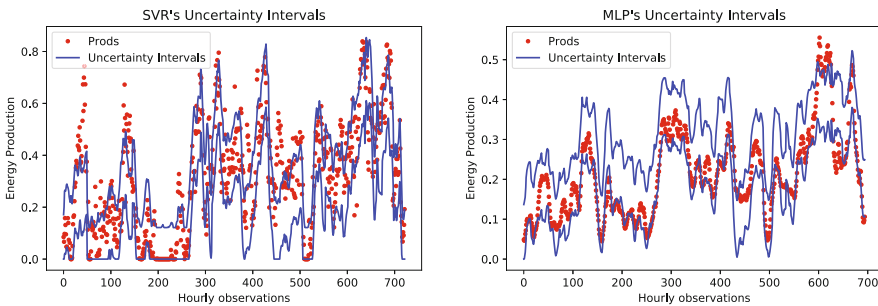 SVR's Uncertainty Intervals
Prods
Uncertainty Intervals
Energy Production
0.8
0.6
0.4
0.2
0.0
0 100 200 300 400 500 600 700
Hourly observations
MLP's Uncertainty Intervals
Prods
Uncertainty Intervals
Energy Production
0.5
0.4
0.3
0.2
0.1
0.0
0 100 200 300 400 500 600 700
Hourly observations